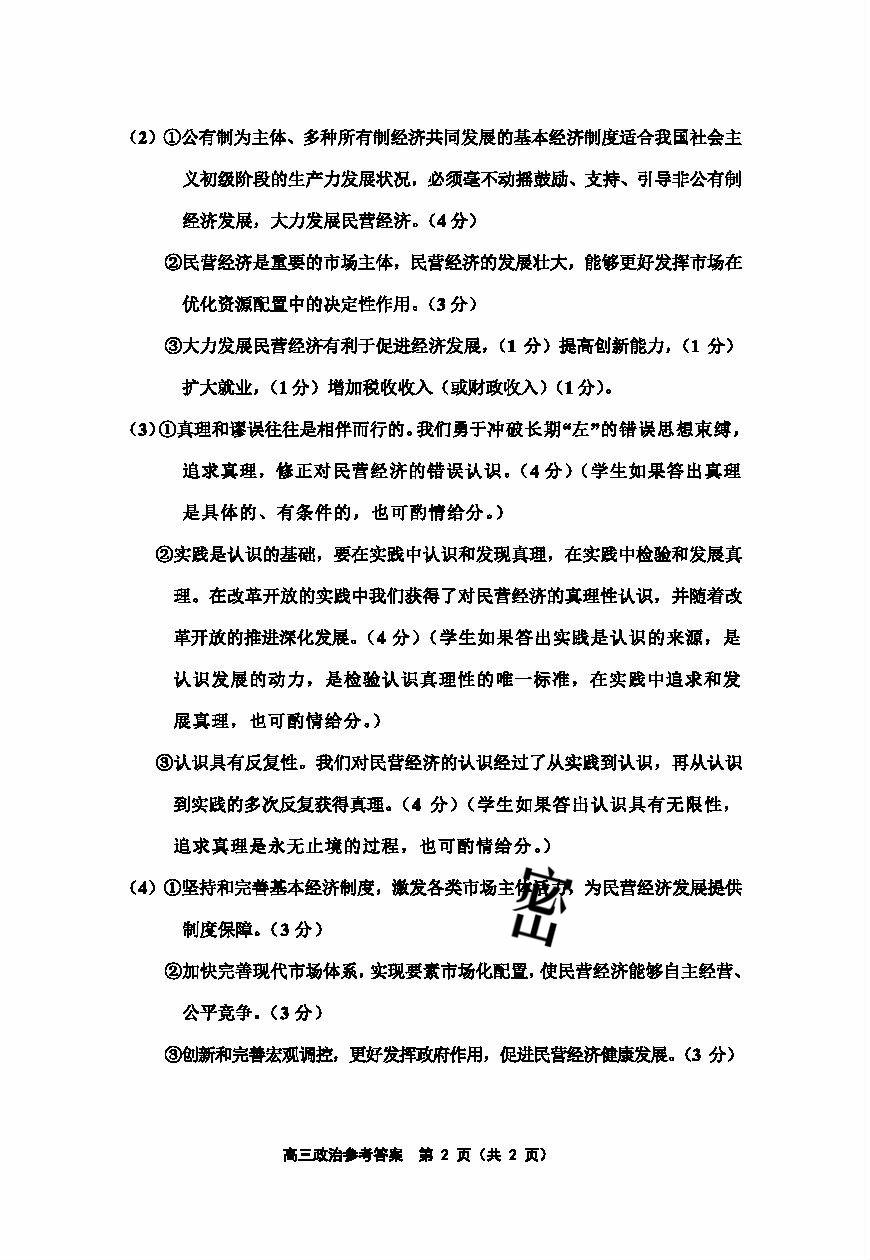 （2）①公有制为主体、多种所有制经济共同发展的基本经济制度适合我国社会主
义初级阶段的生产力发展状况，必须毫不动摇鼓励、支持、引导非公有制
经济发展，大力发展民营经济。（4 分）
②民营经济是重要的市场主体，民营经济的发展壮大，能够更好发挥市场在
优化资源配置中的决定性作用。（3 分）
③大力发展民营经济有利于促进经济发展，（1 分）提高创新能力，（1 分）
扩大就业，（1 分）增加税收收入（或财政收入）（1 分）。
（3）①真理和谬误往往是相伴而行的。我们勇于冲破长期“左”的错误思想束缚，
追求真理，修正对民营经济的错误认识。（4 分）（学生如果答出真理
是具体的、有条件的，也可酌情给分。）
②实践是认识的基础，要在实践中认识和发现真理，在实践中检验和发展真
理。在改革开放的实践中我们获得了对民营经济的真理性认识，并随着改
革开放的推进深化发展。（4 分）（学生如果答出实践是认识的来源，是
认识发展的动力，是检验认识真理性的唯一标准，在实践中追求和发
展真理，也可酌情给分。）
③认识具有反复性。我们对民营经济的认识经过了从实践到认识，再从认识
到实践的多次反复获得真理。（4 分）（学生如果答出认识具有无限性，
追求真理是永无止境的过程，也可酌情给分。）
（4）①坚持和完善基本经济制度，激发各类市场主体 为民营经济发展提供
密
制度保障。（3 分）
山
②加快完善现代市场体系，实现要素市场化配置，使民营经济能够自主经营、
公平竞争。（3 分）
③创新和完善宏观调控，更好发挥政府作用，促进民营经济健康发展。（3 分）
高三政治参考答案 第 2 页（共 2 页）